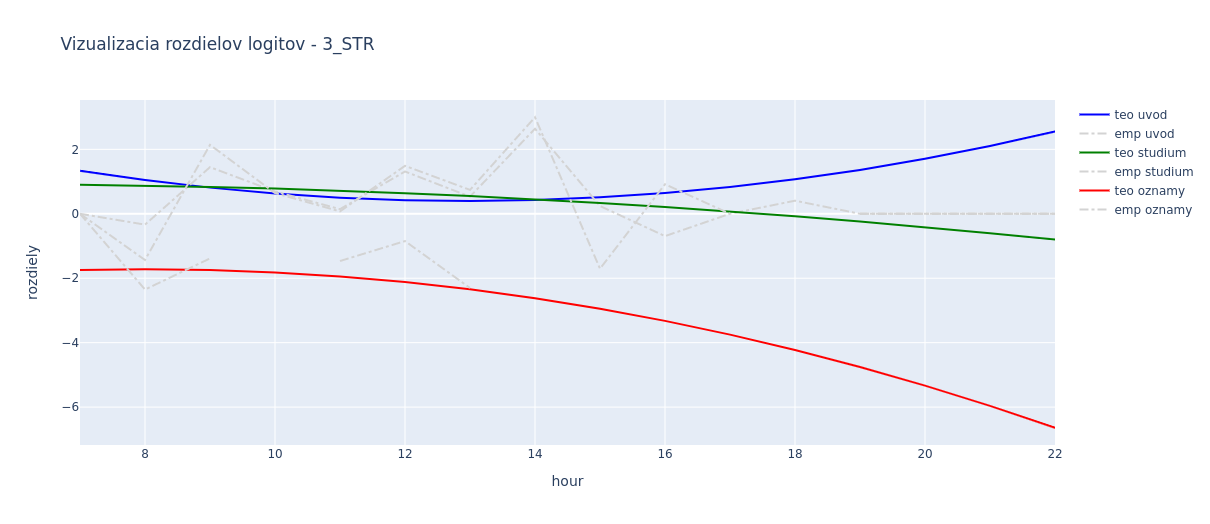 Vizualizacia rozdielov logitov - 3_STR
teo uvod
emp uvod
teo studium
emp studium
teo oznamy
emp oznamy
rozdiely
2
0
−2
−4
−6
8 10 12 14 16 18 20 22
hour